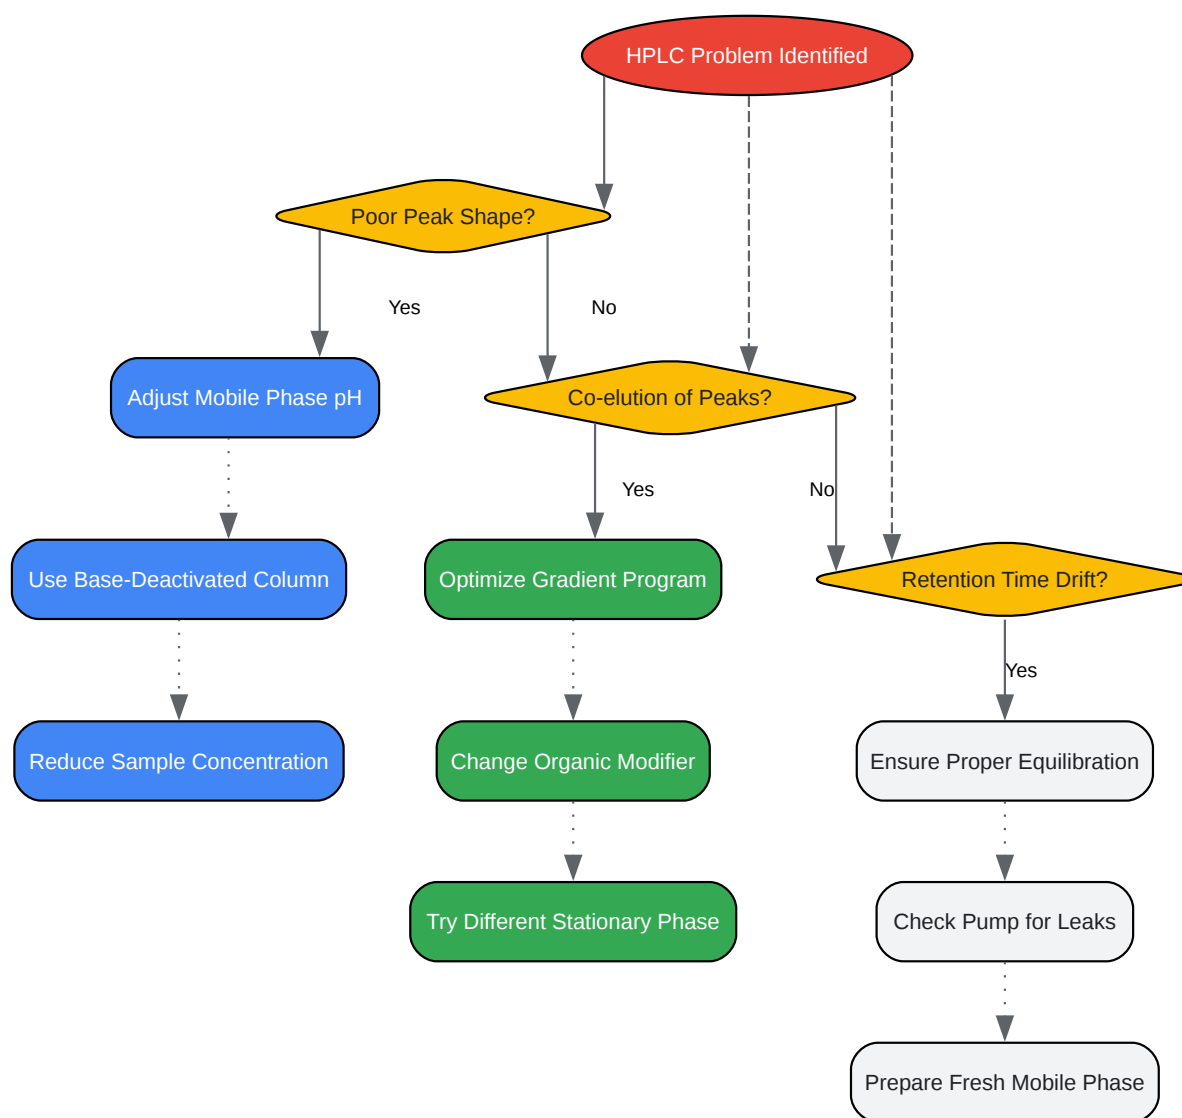 HPLC Problem Identified
Poor Peak Shape?
Yes
No
Adjust Mobile Phase pH
Co-elution of Peaks?
Yes
No
Use Base-Deactivated Column
Optimize Gradient Program
Retention Time Drift?
Yes
Reduce Sample Concentration
Change Organic Modifier
Ensure Proper Equilibration
Try Different Stationary Phase
Check Pump for Leaks
Prepare Fresh Mobile Phase